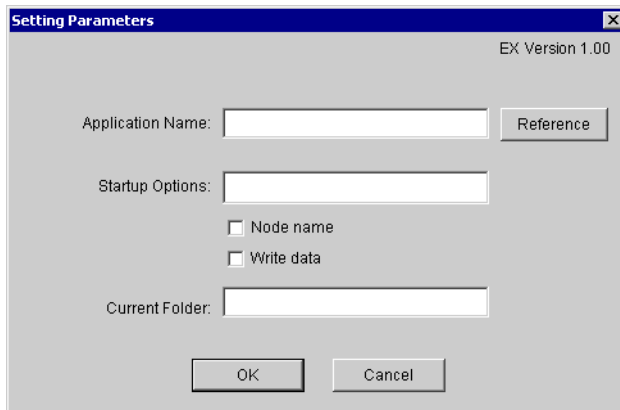 Setting Parameters
EX Version 1.00
Application Name:
Reference
Startup Options:
Node name
Write data
Current Folder:
OK
Cancel